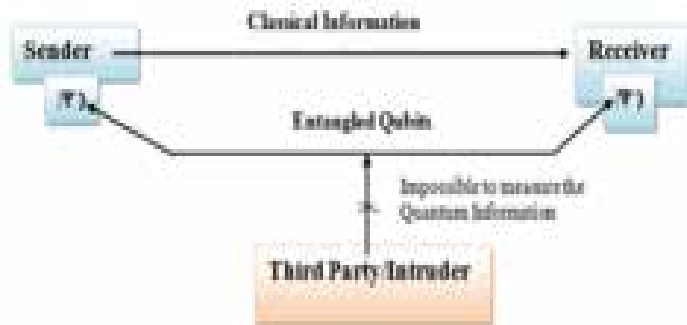 Classical Information
Sender
Receiver
|Ψ⟩
|Ψ⟩
Entangled Qubits
Impossible to measure the
Quantum Information
Third Party/Intruder